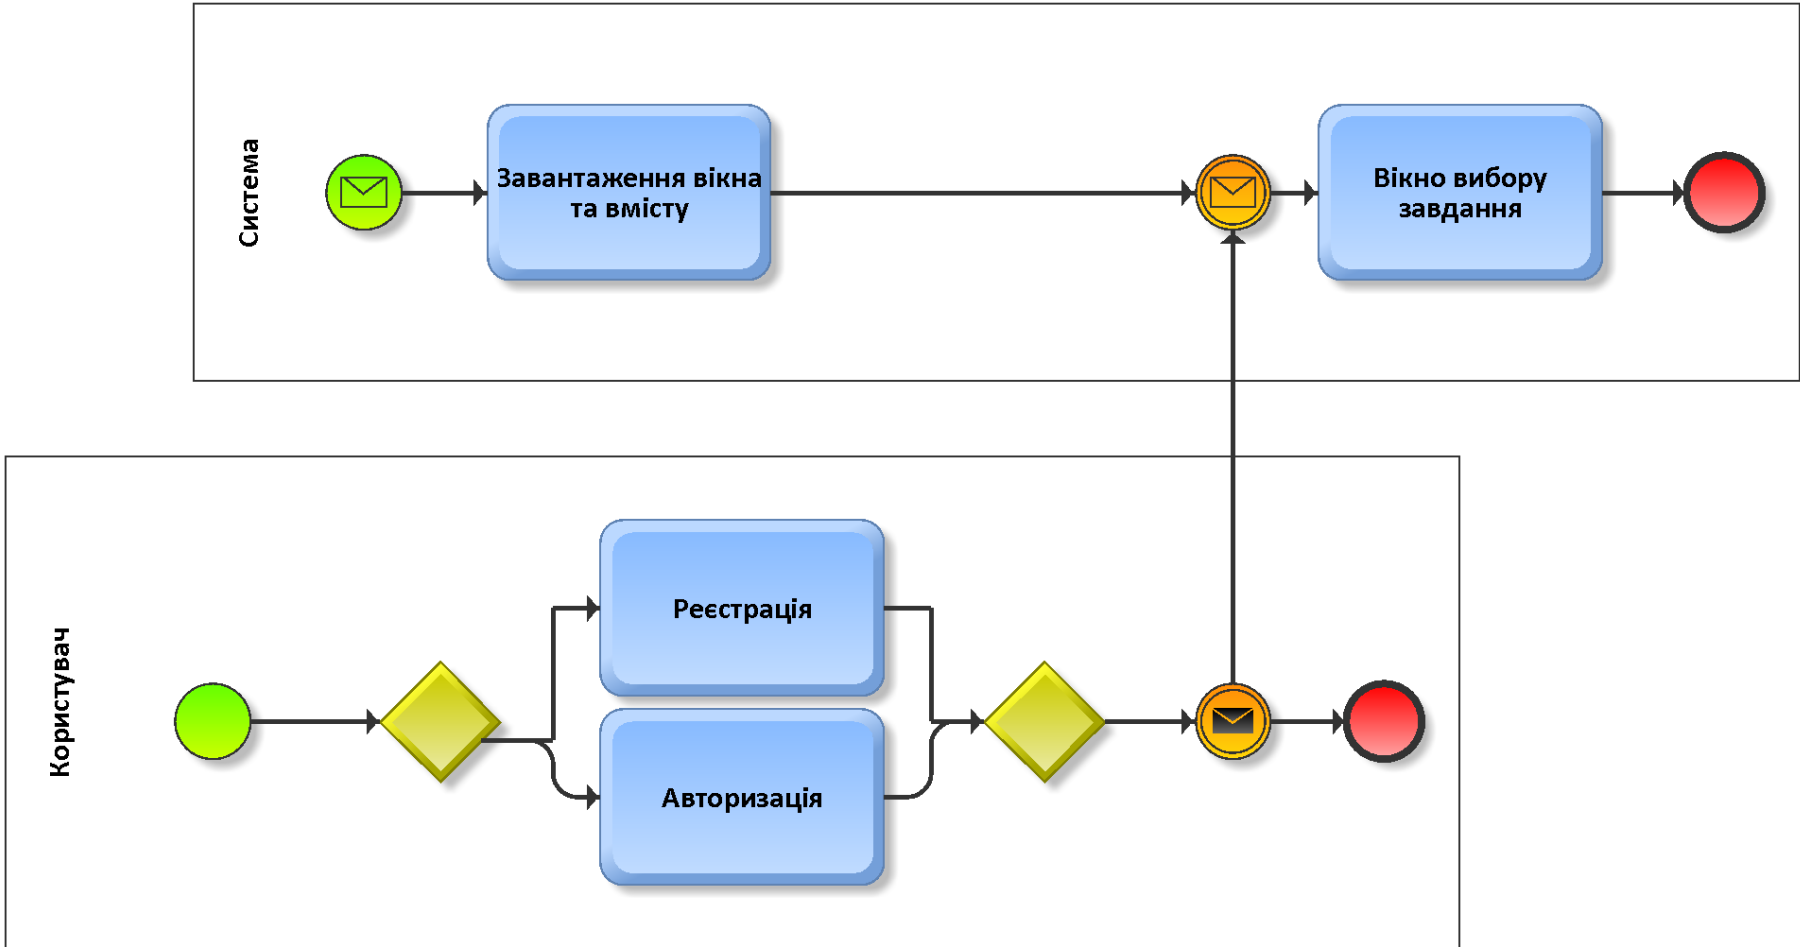 Система
Завантаження вікна
та вмісту
Вікно вибору
завдання
Користувач
Реєстрація
Авторизація